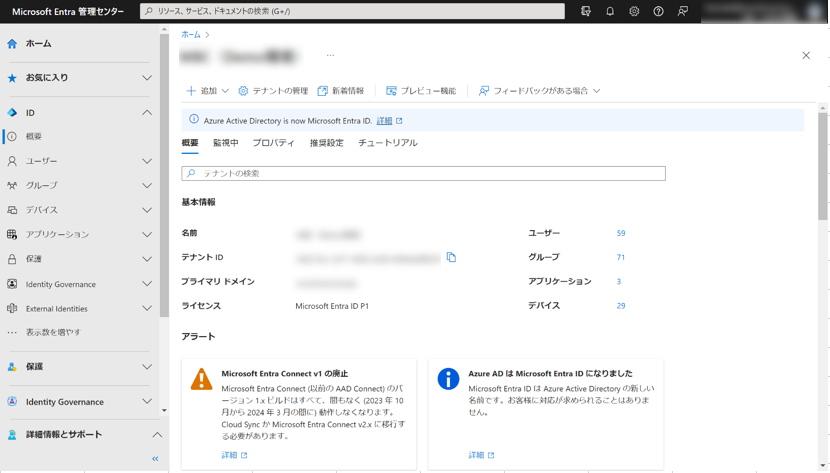 Microsoft Entra 管理センター
リソース、サービス、ドキュメントの検索 (G+/)
ホーム
お気に入り
ID
概要
ユーザー
グループ
デバイス
アプリケーション
保護
Identity Governance
External Identities
… 表示数を増やす
保護
Identity Governance
詳細情報とサポート
«
ホーム >
…
追加 テナントの管理 新着情報 プレビュー機能 フィードバックがある場合
Azure Active Directory is now Microsoft Entra ID. 詳細
概要 監視中 プロパティ 推奨設定 チュートリアル
テナントの検索
基本情報
名前
テナント ID
プライマリ ドメイン
ライセンス Microsoft Entra ID P1
ユーザー 59
グループ 71
アプリケーション 3
デバイス 29
アラート
Microsoft Entra Connect v1 の廃止
Microsoft Entra Connect (以前の AAD Connect) のバ
ージョン 1.x ビルドはすべて、間もなく (2023 年 10
月から 2024 年 3 月の間に) 動作しなくなります。
Cloud Sync か Microsoft Entra Connect v2.x に移行す
る必要があります。
詳細
Azure AD は Microsoft Entra ID になりました
Microsoft Entra ID は Azure Active Directory の新しい
名前です。お客様に対応が求められることはありま
せん。
詳細